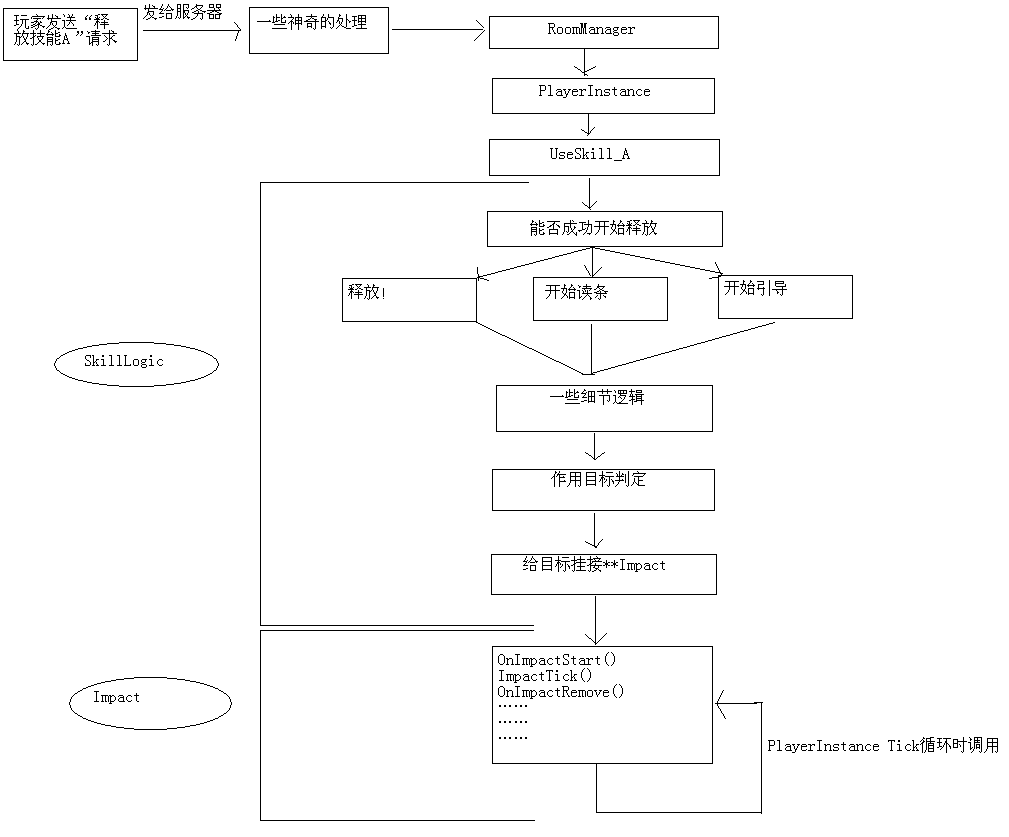 玩家发送“释
放技能A ”请求
发给服务器
一些神奇的处理
RoomManager
PlayerInstance
UseSkill_A
能否成功开始释放
释放!
开始读条
开始引导
SkillLogic
一些细节逻辑
作用目标判定
给目标挂接**Impact
Impact
OnImpactStart()
ImpactTick()
OnImpactRemove()
……
……
……
PlayerInstance Tick循环时调用